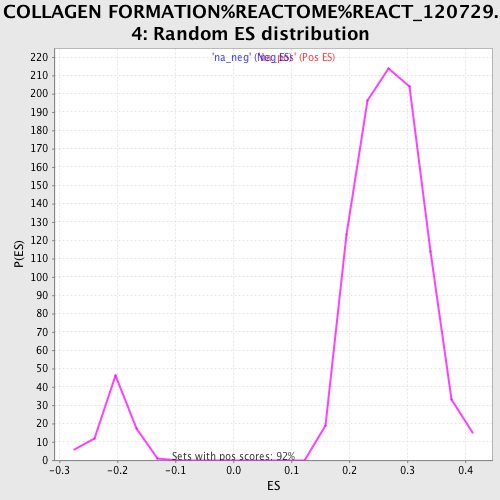 COLLAGEN FORMATION%REACTOME%REACT_120729.
4: Random ES distribution
'na_neg' (Neg ES)
'na_pos' (Pos ES)
220
210
200
190
180
170
160
150
140
130
120
110
100
90
80
70
60
50
40
30
20
10
0
P(ES)
Sets with pos scores: 92%
-0.3 -0.2 -0.1 0.0 0.1 0.2 0.3 0.4
ES